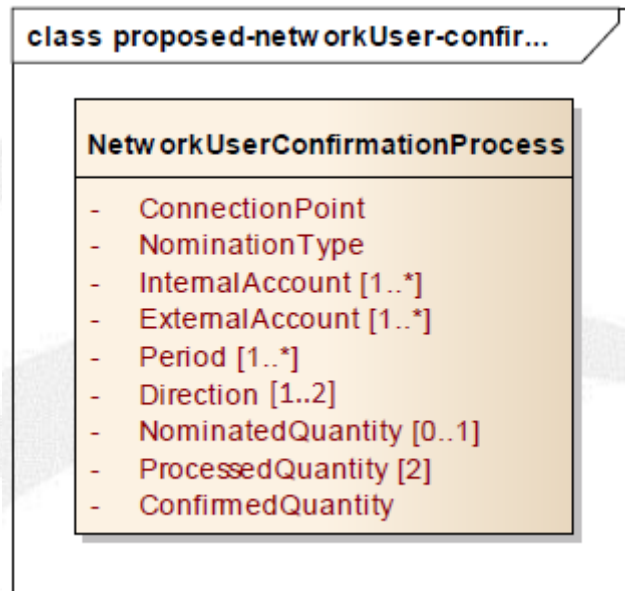 class proposed-networkUser-confir...
NetworkUserConfirmationProcess
- ConnectionPoint
- NominationType
- InternalAccount [1..*]
- ExternalAccount [1..*]
- Period [1..*]
- Direction [1..2]
- NominatedQuantity [0..1]
- ProcessedQuantity [2]
- ConfirmedQuantity